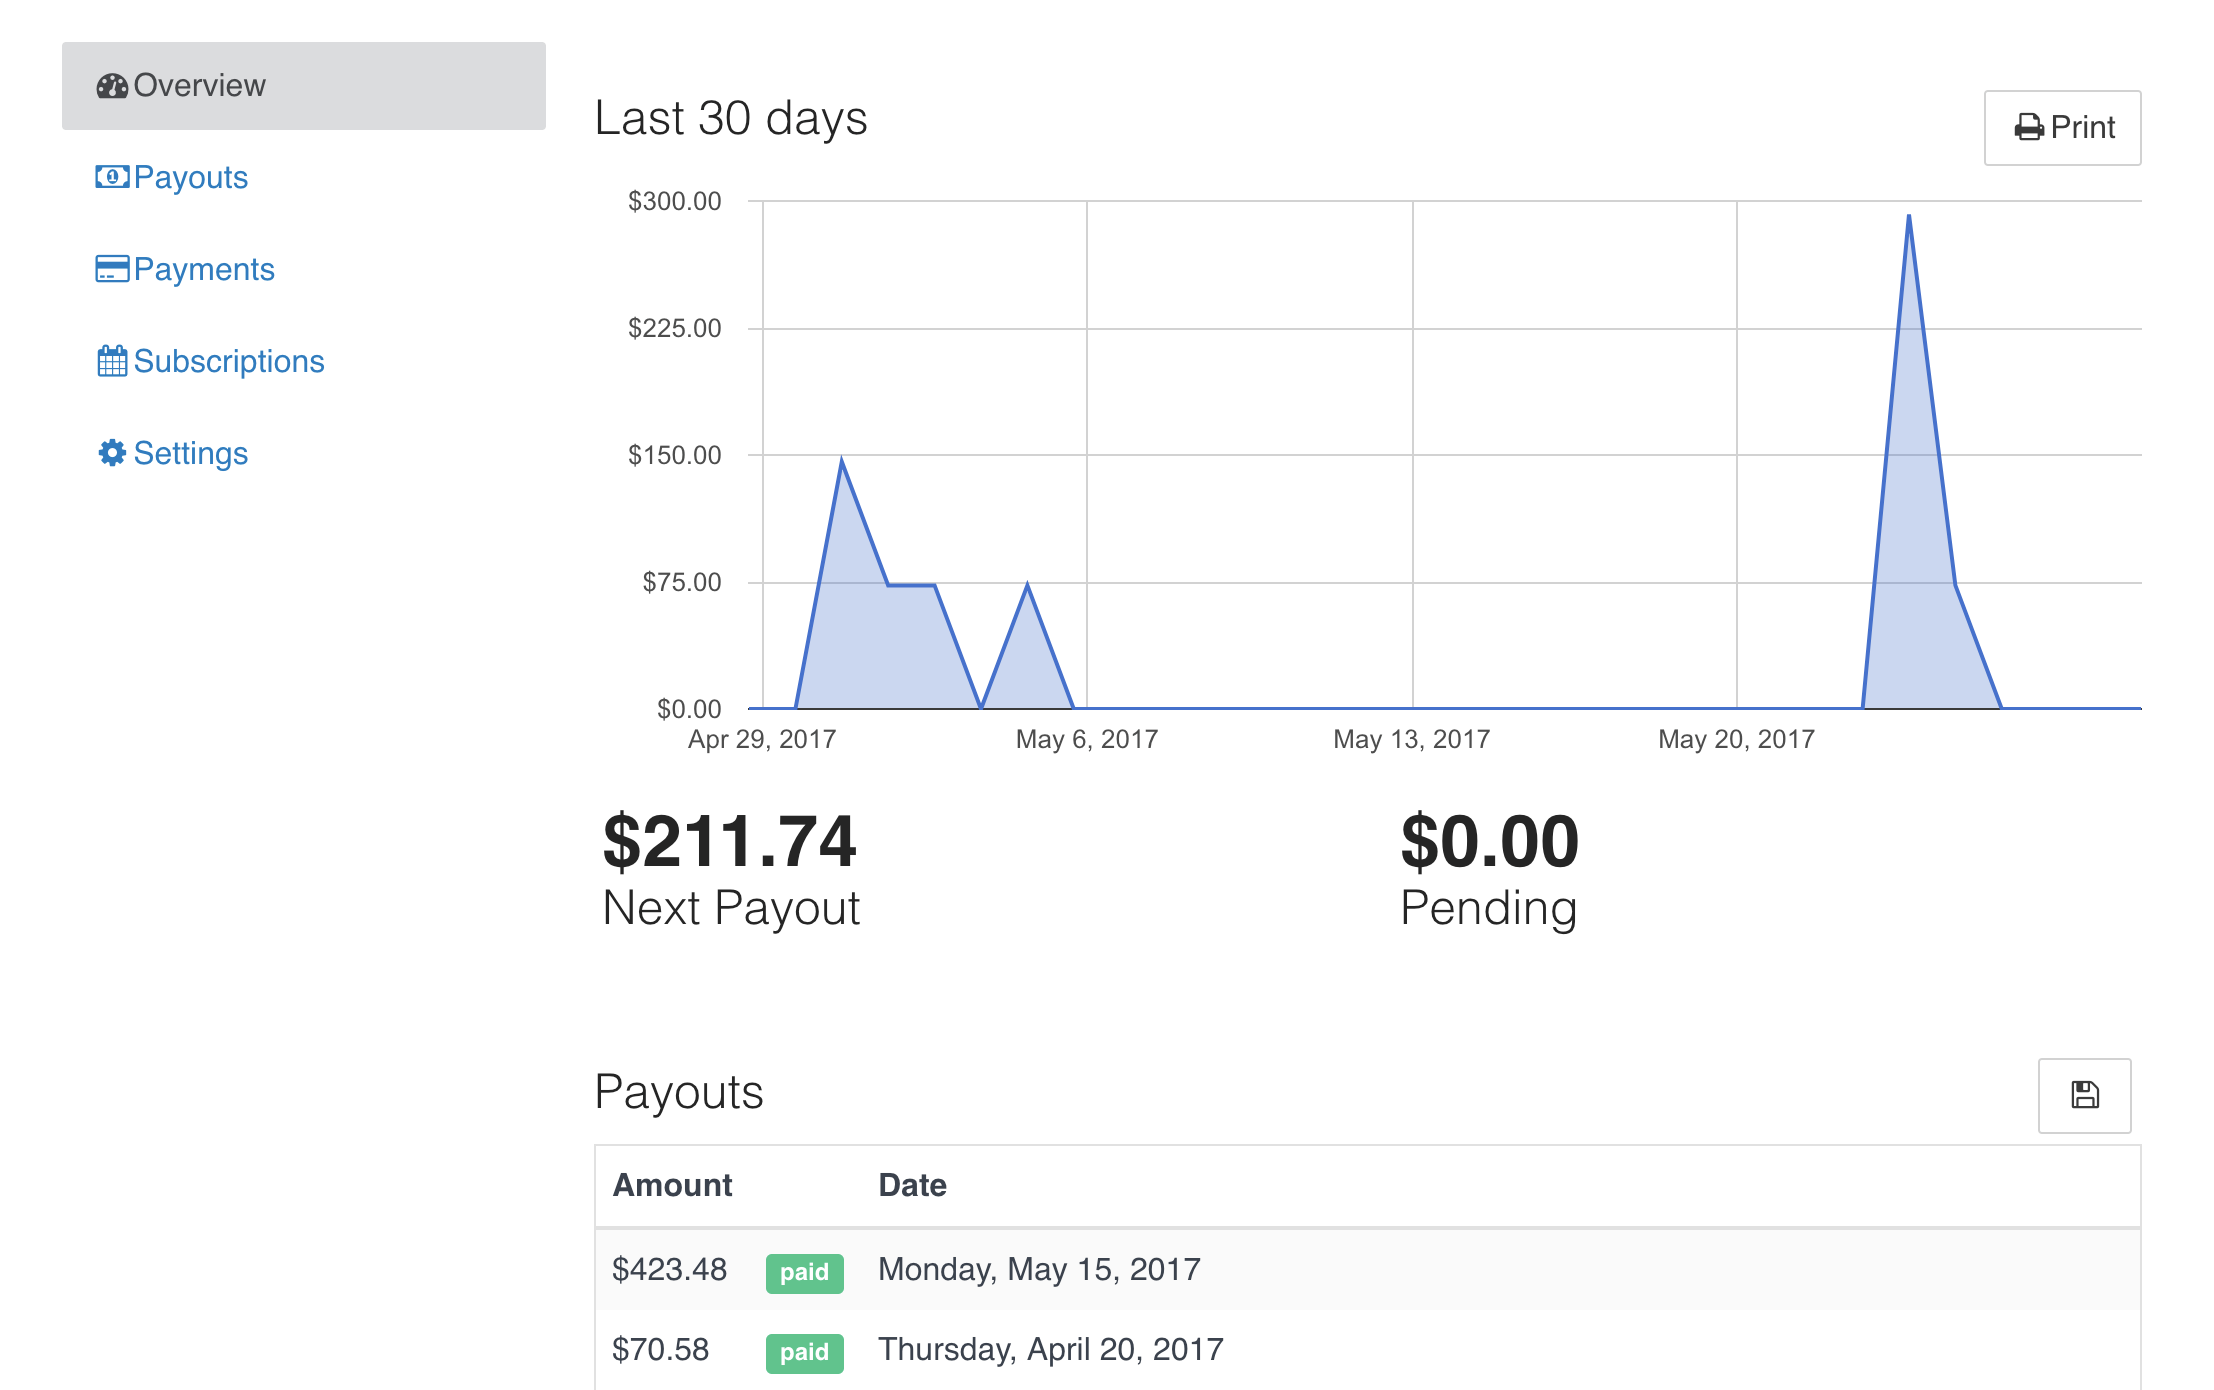 Overview
Payouts
Payments
Subscriptions
Settings
Last 30 days
Print
$300.00
$225.00
$150.00
$75.00
$0.00
Apr 29, 2017 May 6, 2017 May 13, 2017 May 20, 2017
$211.74
Next Payout
$0.00
Pending
Payouts
Amount Date
$423.48 paid Monday, May 15, 2017
$70.58 paid Thursday, April 20, 2017